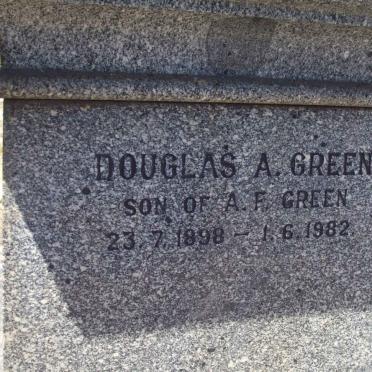 DOUGLAS A. GREEN
SON OF A. F. GREEN
23. 7. 1898 – 1. 6. 1982